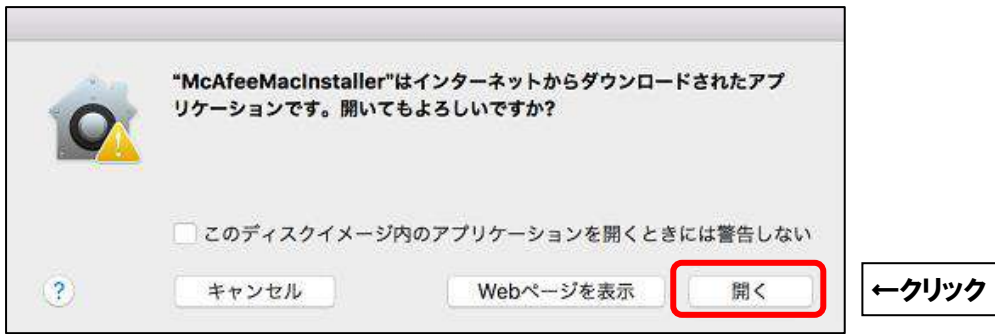 “McAfeeMacInstaller"はインターネットからダウンロードされたアプ
リケーションです。開いてもよろしいですか?
このディスクイメージ内のアプリケーションを開くときには警告しない
?
キャンセル
Webページを表示
開く
←クリック